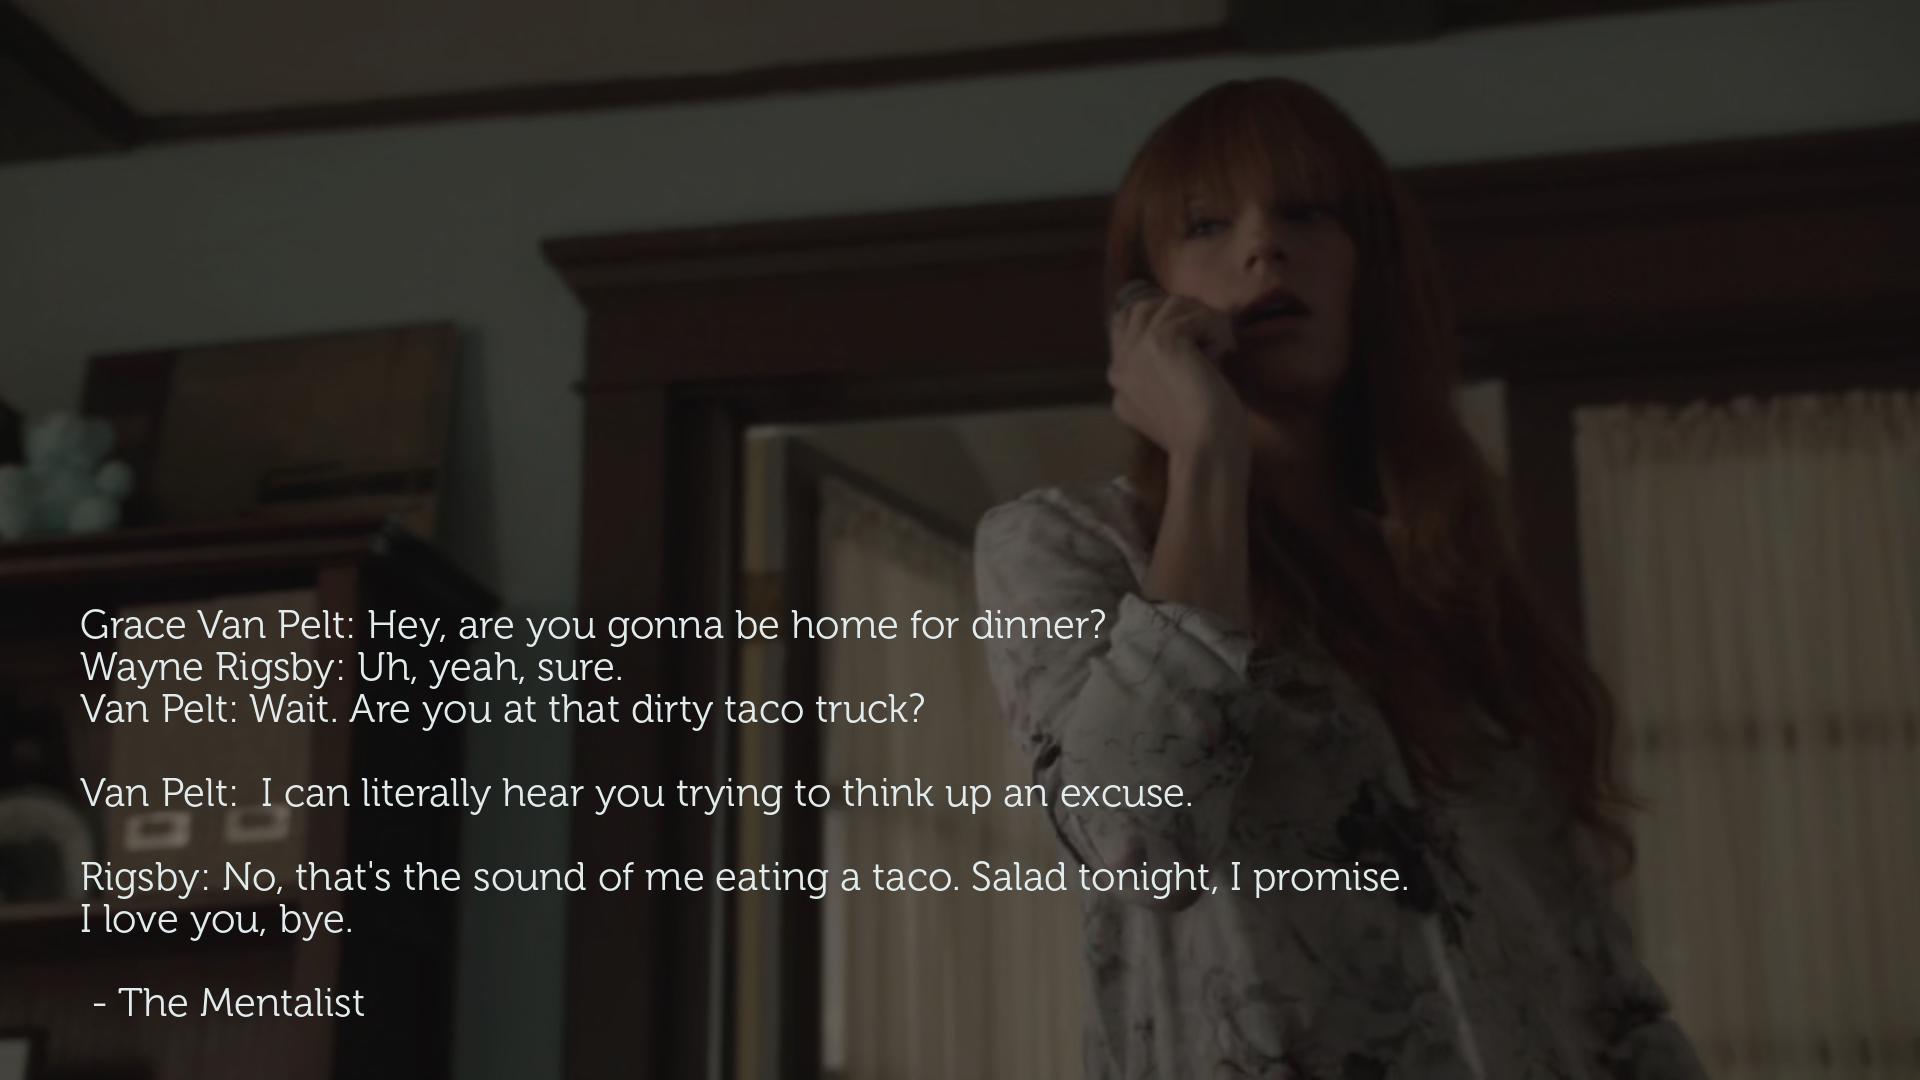 Grace Van Pelt: Hey, are you gonna be home for dinner?
Wayne Rigsby: Uh, yeah, sure.
Van Pelt: Wait. Are you at that dirty taco truck?
Van Pelt:  I can literally hear you trying to think up an excuse.
Rigsby: No, that's the sound of me eating a taco. Salad tonight, I promise.
I love you, bye.
- The Mentalist